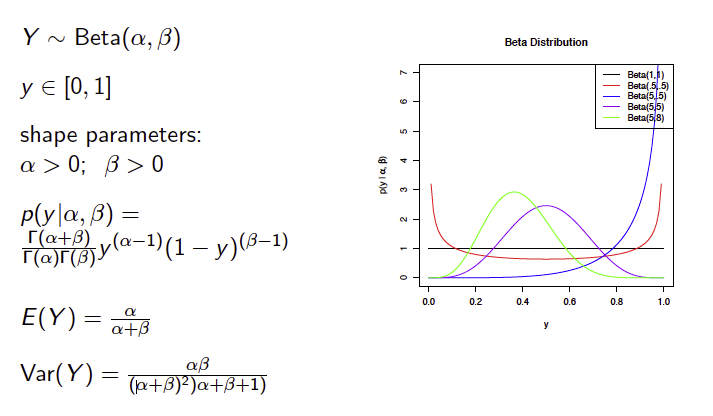 Y ∼ Beta(α, β)
y ∈ [0, 1]
shape parameters:
α > 0; β > 0
p(y|α, β) =
Γ(α+β)/Γ(α)Γ(β) y^(α−1)(1 − y)^(β−1)
E(Y) = α/α+β
Var(Y) = αβ/(α+β)²)α+β+1)
Beta Distribution
Beta(1,1)
Beta(.5,.5)
Beta(5,.5)
Beta(5,5)
Beta(5,8)
p(y | α, β)
7
6
5
4
3
2
1
0
0.0 0.2 0.4 0.6 0.8 1.0
y